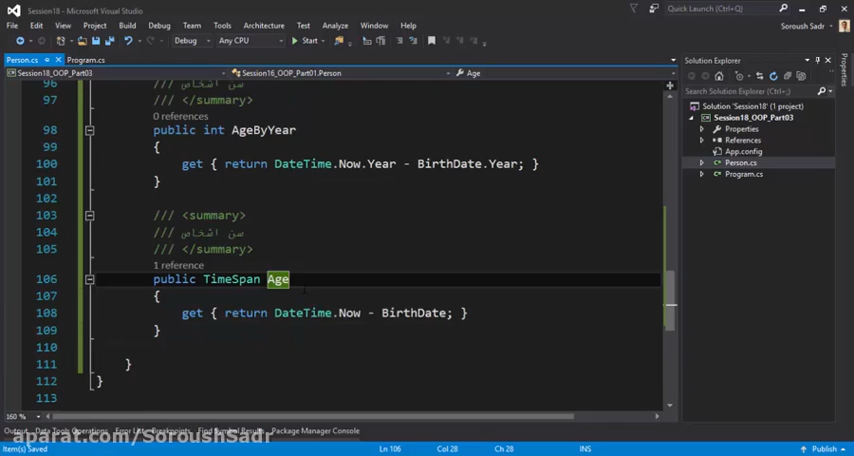 Session18 - Microsoft Visual Studio
Quick Launch (Ctrl+Q)
File Edit View Project Build Debug Team Tools Architecture Test Analyze Window Help
Soroush Sadr
Debug Any CPU Start
Person.cs Program.cs
Session18_OOP_Part03 Session16_OOP_Part01.Person Age
96 /// سن اشخاص
97 /// </summary>
0 references
98 public int AgeByYear
99 {
100 get { return DateTime.Now.Year - BirthDate.Year; }
101 }
102
103 /// <summary>
104 /// سن اشخاص
105 /// </summary>
1 reference
106 public TimeSpan Age
107 {
108 get { return DateTime.Now - BirthDate; }
109 }
110
111 }
112 }
113
160 %
Solution Explorer
Search Solution Explorer (Ctrl+;)
Solution 'Session18' (1 project)
Session18_OOP_Part03
Properties
References
App.config
Person.cs
Program.cs
Properties
Output Data Tools Operations Error List Breakpoints Find Symbol Results Package Manager Console
aparat.com/SoroushSadr
Item(s) Saved Ln 106 Col 28 Ch 28 INS Publish